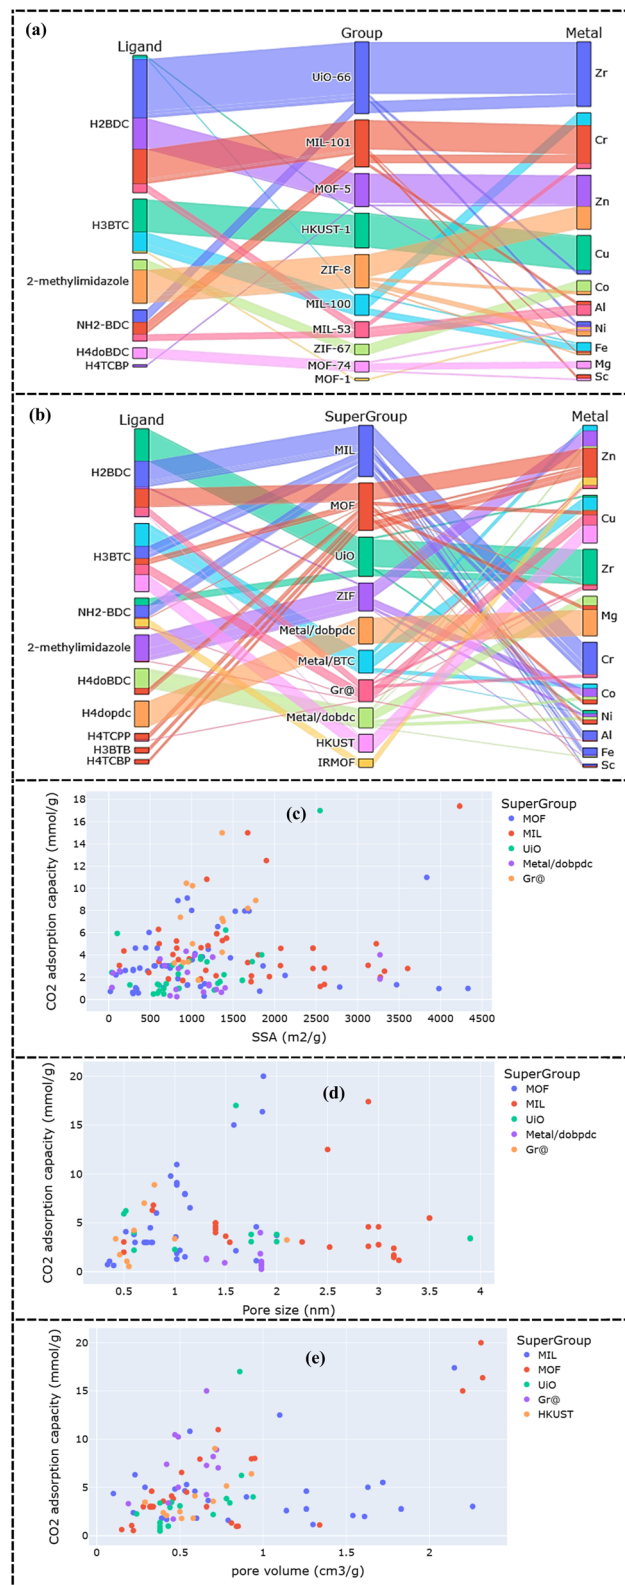 (a)
Ligand Group Metal
H2BDC
H3BTC
2-methylimidazole
NH2-BDC
H4doBDC
H4TCBP
UiO-66
MIL-101
MOF-5
HKUST-1
ZIF-8
MIL-100
MIL-53
ZIF-67
MOF-74
MOF-1
Zr
Cr
Zn
Cu
Co
Al
Ni
Fe
Mg
Sc
(b)
Ligand SuperGroup Metal
H2BDC
H3BTC
NH2-BDC
2-methylimidazole
H4doBDC
H4dopdc
H4TCPP
H3BTB
H4TCBP
MIL
MOF
UiO
ZIF
Metal/dobpdc
Metal/BTC
Gr@
Metal/dobdc
HKUST
IRMOF
Zn
Cu
Zr
Mg
Cr
Co
Ni
Al
Fe
Sc
(c)
CO2 adsorption capacity (mmol/g)
18
16
14
12
10
8
6
4
2
0
0 500 1000 1500 2000 2500 3000 3500 4000 4500
SSA (m2/g)
SuperGroup
MOF
MIL
UiO
Metal/dobpdc
Gr@
(d)
CO2 adsorption capacity (mmol/g)
20
15
10
5
0
0.5 1 1.5 2 2.5 3 3.5 4
Pore size (nm)
SuperGroup
MOF
MIL
UiO
Metal/dobpdc
Gr@
(e)
CO2 adsorption capacity (mmol/g)
20
15
10
5
0
0 0.5 1 1.5 2
pore volume (cm3/g)
SuperGroup
MIL
MOF
UiO
Gr@
HKUST